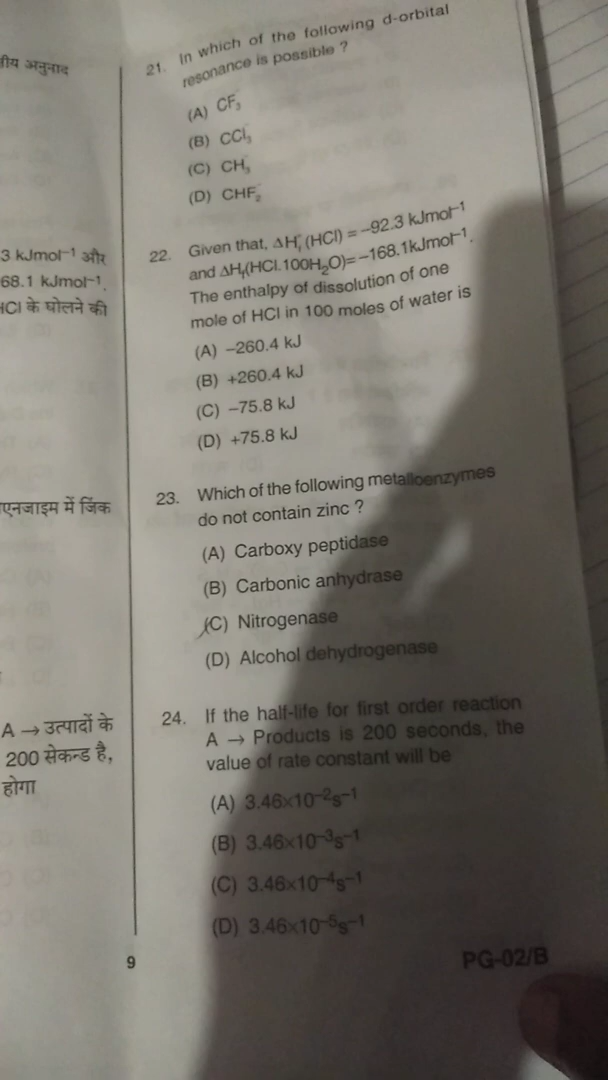 ीय अनुनाद
3 kJmol⁻¹ और
68.1 kJmol⁻¹.
HCl के घोलने की
एनजाइम में जिंक
A → उत्पादों के
200 सेकन्ड है,
होगा
21. In which of the following d-orbital
resonance is possible ?
(A) CF₃⁻
(B) CCl₃⁻
(C) CH₃⁻
(D) CHF₂⁻
22. Given that, ΔH°f (HCl) = –92.3 kJmol⁻¹
and ΔHf(HCl.100H₂O)= –168.1kJmol⁻¹.
The enthalpy of dissolution of one
mole of HCl in 100 moles of water is
(A) –260.4 kJ
(B) +260.4 kJ
(C) –75.8 kJ
(D) +75.8 kJ
23. Which of the following metalloenzymes
do not contain zinc ?
(A) Carboxy peptidase
(B) Carbonic anhydrase
(C) Nitrogenase
(D) Alcohol dehydrogenase
24. If the half-life for first order reaction
A → Products is 200 seconds, the
value of rate constant will be
(A) 3.46×10⁻²s⁻¹
(B) 3.46×10⁻³s⁻¹
(C) 3.46×10⁻⁴s⁻¹
(D) 3.46×10⁻⁵s⁻¹
9
PG-02/B